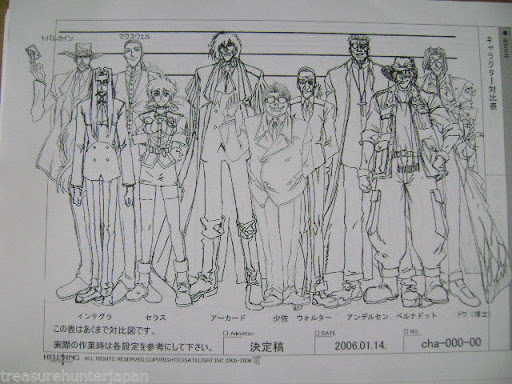 トバルカイン マクスウェル
キャラクター対比表
インテグラ セラス アーカード 少佐 ウォルター アンデルセン ベルナドット ドク（博士）
この表はあくまで対比図です。
実際の作業時は各設定を参考にして下さい。
決定稿
DATE
2006.01.14.
NO.
cha-000-00
HELLSING ALL RIGHTS RESERVED.COPYRIGHT(C)SATELIGHT INC 2005-2006
treasurehunterjapan
treasurehunterjapan